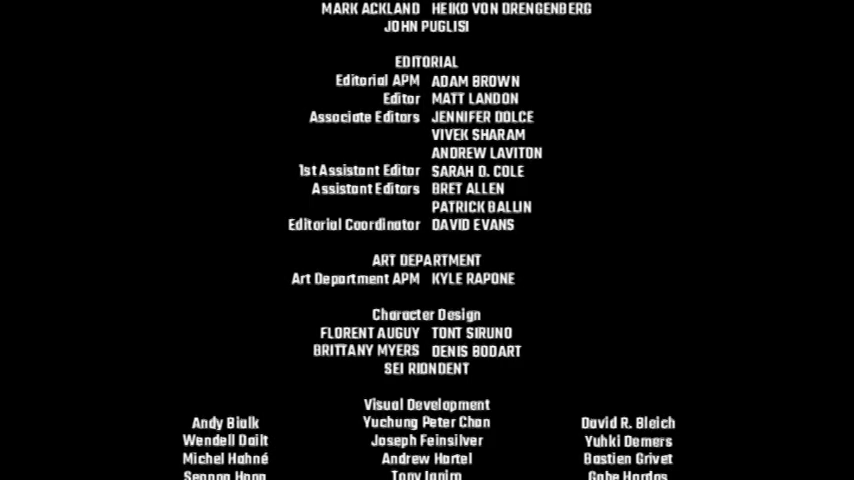 MARK ACKLAND HEIKO VON DRENGENBERG
JOHN PUGLISI
EDITORIAL
Editorial APM ADAM BROWN
Editor MATT LANDON
Associate Editors JENNIFER DOLCE
VIVEK SHARAM
ANDREW LAVITON
1st Assistant Editor SARAH D. COLE
Assistant Editors BRET ALLEN
PATRICK BALLIN
Editorial Coordinator DAVID EVANS
ART DEPARTMENT
Art Department APM KYLE RAPONE
Character Design
FLORENT AUGUY TONT SIRUNO
BRITTANY MYERS DENIS BODART
SEI RIONDENT
Visual Development
Andy Bialk Yuchung Peter Chan David R. Bleich
Wendell Dailt Joseph Feinsilver Yuhki Demers
Michel Hahné Andrew Hartel Bastien Grivet